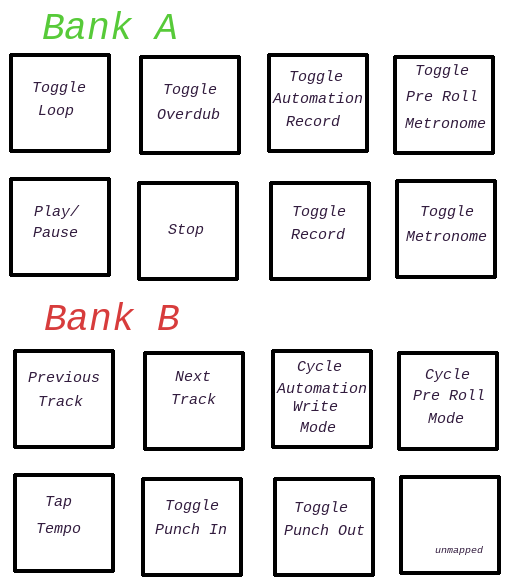 Bank A
Toggle
Loop
Toggle
Overdub
Toggle
Automation
Record
Toggle
Pre Roll
Metronome
Play/
Pause
Stop
Toggle
Record
Toggle
Metronome
Bank B
Previous
Track
Next
Track
Cycle
Automation
Write
Mode
Cycle
Pre Roll
Mode
Tap
Tempo
Toggle
Punch In
Toggle
Punch Out
unmapped